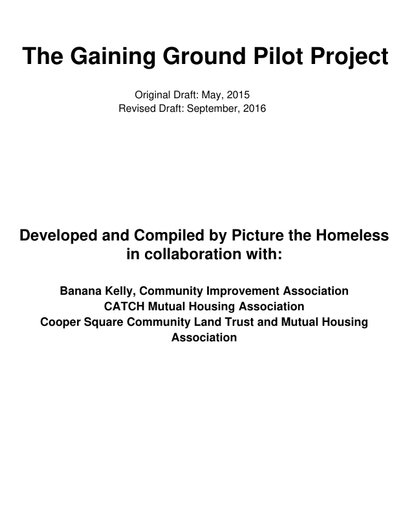 The Gaining Ground Pilot Project
Original Draft: May, 2015
Revised Draft: September, 2016
Developed and Compiled by Picture the Homeless
in collaboration with:
Banana Kelly, Community Improvement Association
CATCH Mutual Housing Association
Cooper Square Community Land Trust and Mutual Housing
Association